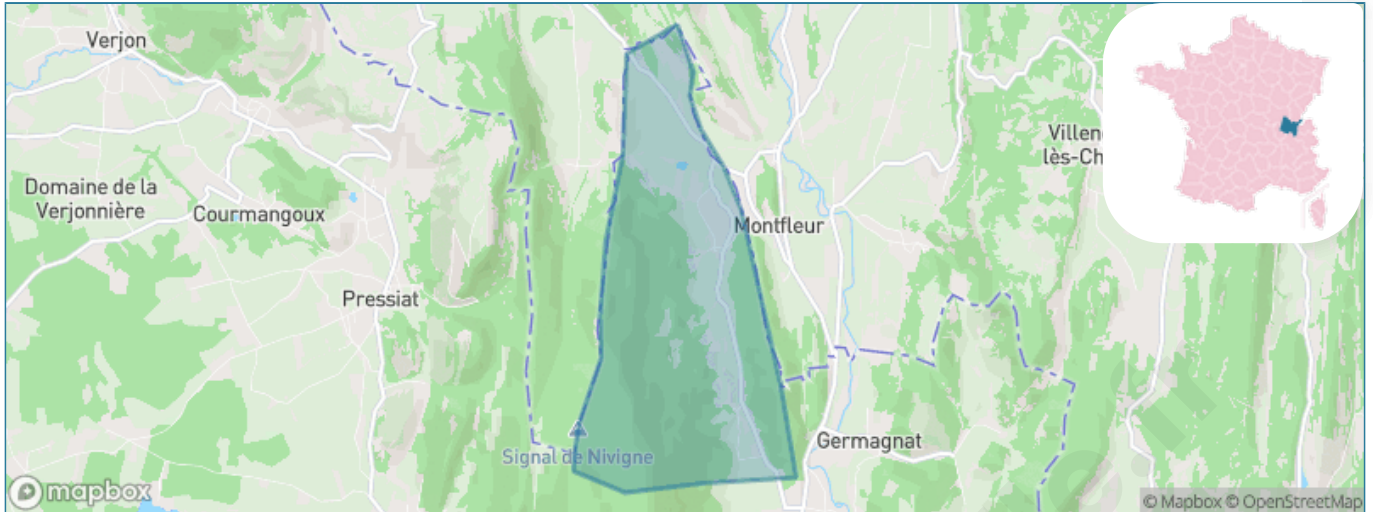 Verjon
Villen
lès-Ch
Domaine de la
Verjonnière
Courmangoux
Montfleur
Pressiat
Germagnat
Signal de Nivigne
mapbox
© Mapbox © OpenStreetMap